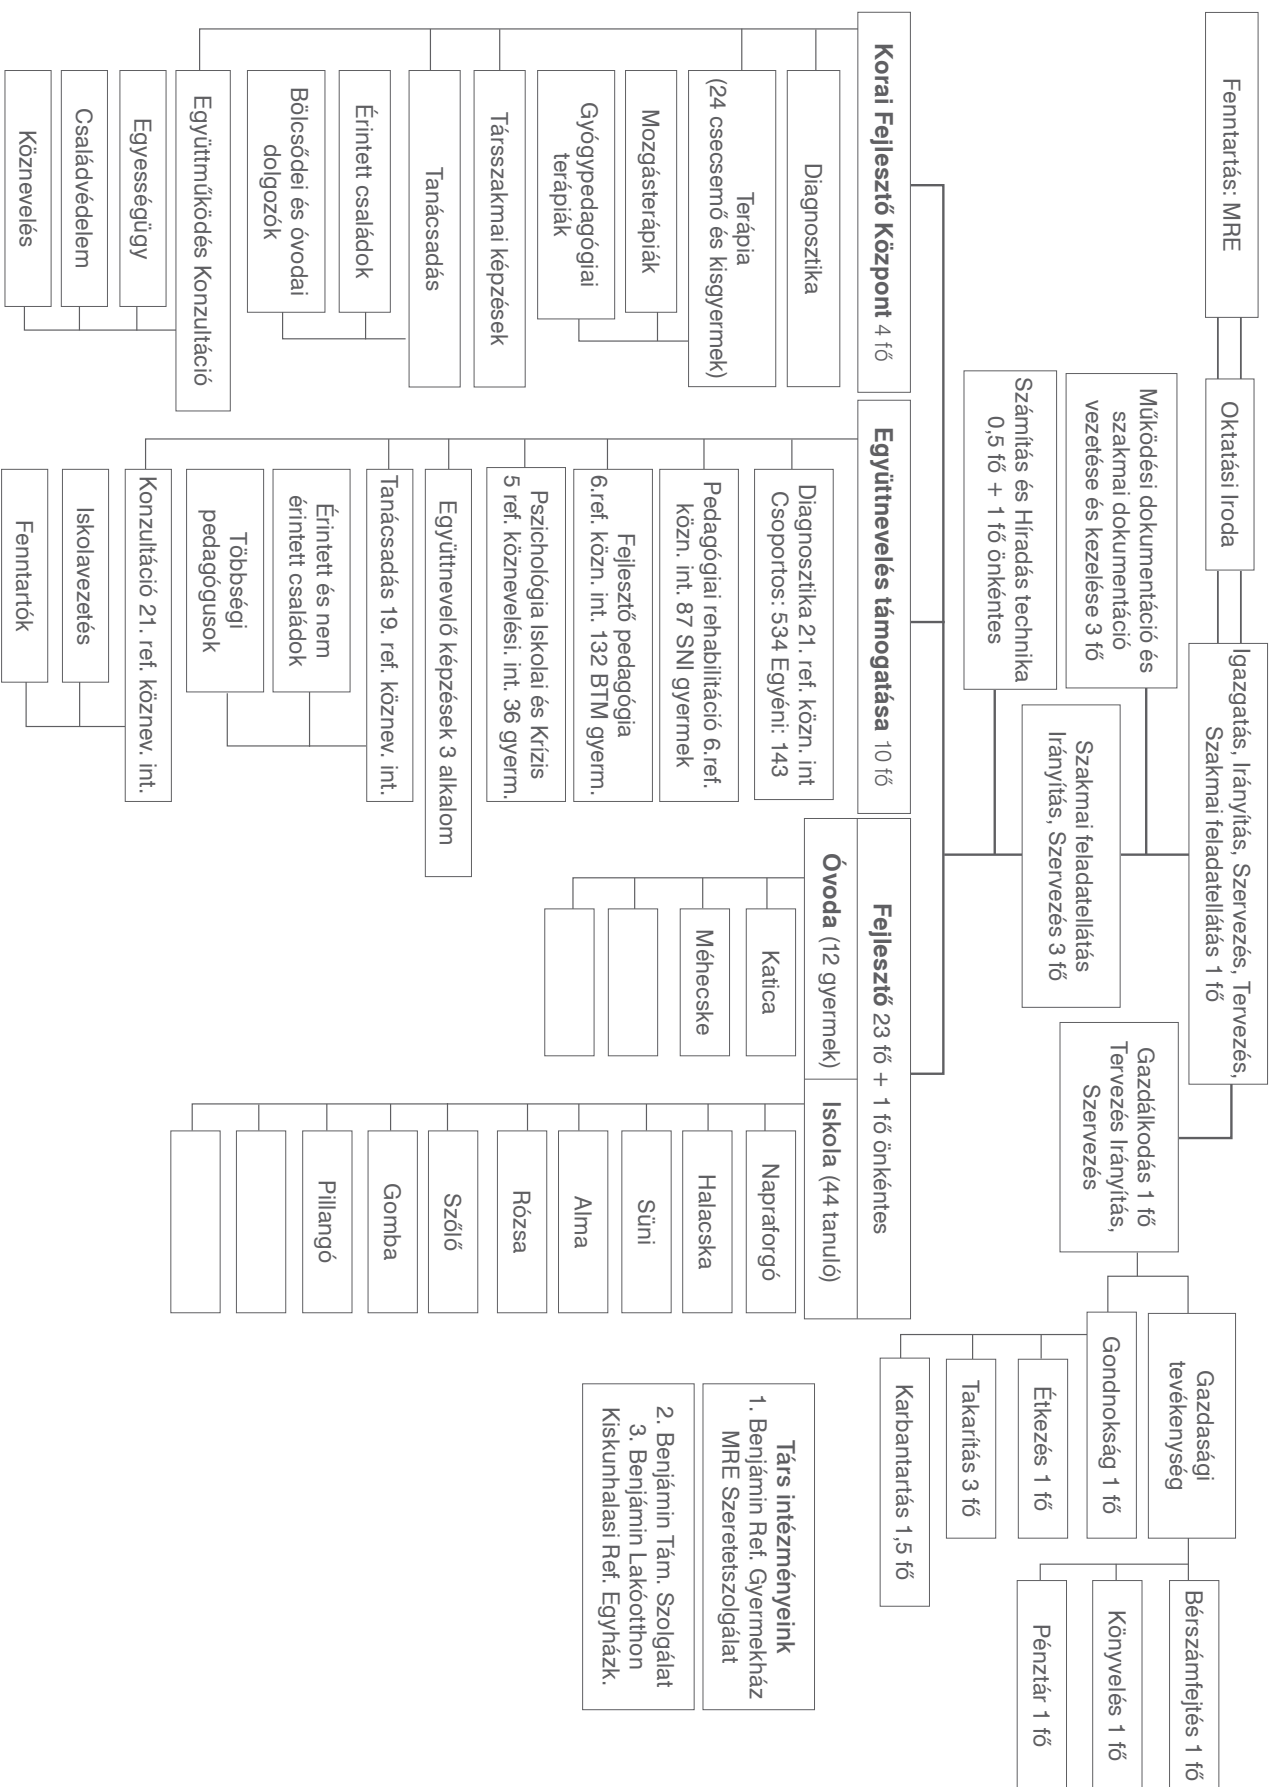 Fenntartás: MRE
Oktatási Iroda
Igazgatás, Irányítás, Szervezés, Tervezés,
Szakmai feladatellátás 1 fő
Működési dokumentáció és
szakmai dokumentáció
vezetése és kezelése 3 fő
Számítás és Híradás technika
0,5 fő + 1 fő önkéntes
Szakmai feladatellátás
Irányítás, Szervezés 3 fő
Gazdálkodás 1 fő
Tervezés Irányítás,
Szervezés
Gazdasági
tevékenység
Bérszámfejtés 1 fő
Könyvelés 1 fő
Pénztár 1 fő
Gondnokság 1 fő
Étkezés 1 fő
Takarítás 3 fő
Karbantartás 1,5 fő
Korai Fejlesztő Központ 4 fő
Diagnosztika
Terápia
(24 csecsemő és kisgyermek)
Mozgásterápiák
Gyógypedagógiai
terápiák
Társszakmai képzések
Tanácsadás
Érintett családok
Bölcsődei és óvodai
dolgozók
Együttműködés Konzultáció
Egyességügy
Családvédelem
Köznevelés
Együttnevelés támogatása 10 fő
Diagnosztika 21. ref. közn. int
Csoportos: 534 Egyéni: 143
Pedagógiai rehabilitáció 6.ref.
közn. int. 87 SNI gyermek
Fejlesztő pedagógia
6.ref. közn. int. 132 BTM gyerm.
Pszichológia Iskolai és Krízis
5 ref. köznevelési. int. 36 gyerm.
Együttnevelő képzések 3 alkalom
Tanácsadás 19. ref. köznev. int.
Érintett és nem
érintett családok
Többségi
pedagógusok
Konzultáció 21. ref. köznev. int.
Iskolavezetés
Fenntartók
Fejlesztő 23 fő + 1 fő önkéntes
Óvoda (12 gyermek)
Katica
Méhecske
Iskola (44 tanuló)
Napraforgó
Halacska
Süni
Alma
Rózsa
Szőlő
Gomba
Pillangó
Társ intézményeink
1. Benjámin Ref. Gyermekház
MRE Szeretetszolgálat
2. Benjámin Tám. Szolgálat
3. Benjámin Lakóotthon
Kiskunhalasi Ref. Egyházk.